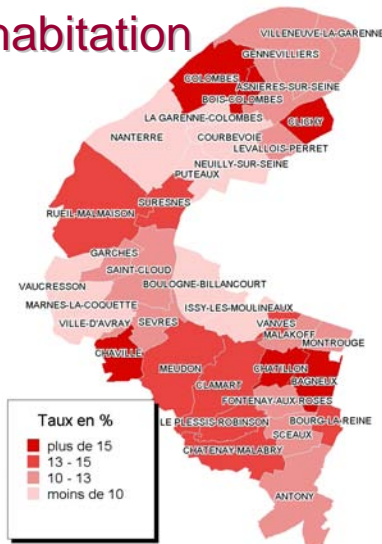 habitation
VILLENEUVE-LA-GARENNE
GENNEVILLIERS
COLOMBES
ASNIERES-SUR-SEINE
BOIS-COLOMBES
LA GARENNE-COLOMBES
CLICHY
NANTERRE
COURBEVOIE
LEVALLOIS-PERRET
NEUILLY-SUR-SEINE
PUTEAUX
SURESNES
RUEIL-MALMAISON
GARCHES
SAINT-CLOUD
VAUCRESSON
BOULOGNE-BILLANCOURT
MARNES-LA-COQUETTE
ISSY-LES-MOULINEAUX
VILLE-D'AVRAY
SEVRES
VANVES
MALAKOFF
MONTROUGE
CHAVILLE
MEUDON
CHATILLON
CLAMART
BAGNEUX
FONTENAY-AUX-ROSES
LE PLESSIS-ROBINSON
BOURG-LA-REINE
SCEAUX
CHATENAY-MALABRY
ANTONY
Taux en %
plus de 15
13 - 15
10 - 13
moins de 10